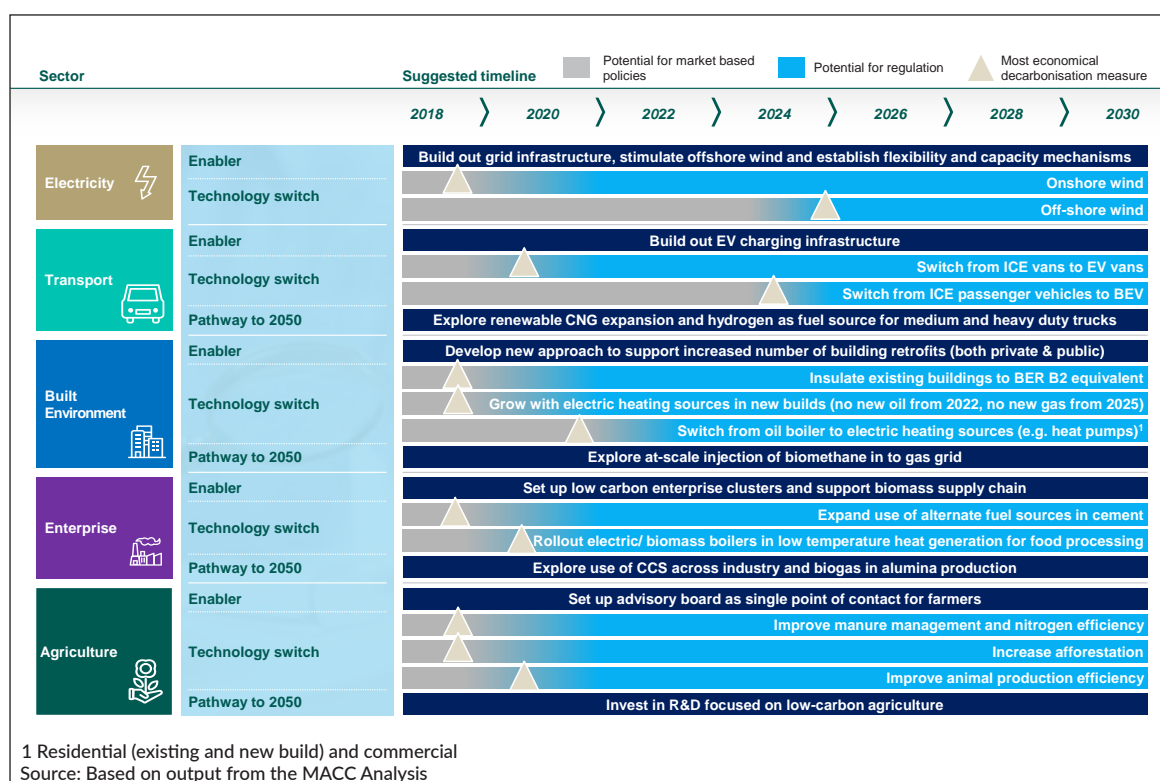 Sector
Suggested timeline
Potential for market based
policies
Potential for regulation
Most economical
decarbonisation measure
2018
2020
2022
2024
2026
2028
2030
Electricity
Enabler
Build out grid infrastructure, stimulate offshore wind and establish flexibility and capacity mechanisms
Technology switch
Onshore wind
Off-shore wind
Transport
Enabler
Build out EV charging infrastructure
Technology switch
Switch from ICE vans to EV vans
Switch from ICE passenger vehicles to BEV
Pathway to 2050
Explore renewable CNG expansion and hydrogen as fuel source for medium and heavy duty trucks
Built
Environment
Enabler
Develop new approach to support increased number of building retrofits (both private & public)
Technology switch
Insulate existing buildings to BER B2 equivalent
Grow with electric heating sources in new builds (no new oil from 2022, no new gas from 2025)
Switch from oil boiler to electric heating sources (e.g. heat pumps)1
Pathway to 2050
Explore at-scale injection of biomethane in to gas grid
Enterprise
Enabler
Set up low carbon enterprise clusters and support biomass supply chain
Technology switch
Expand use of alternate fuel sources in cement
Rollout electric/ biomass boilers in low temperature heat generation for food processing
Pathway to 2050
Explore use of CCS across industry and biogas in alumina production
Agriculture
Enabler
Set up advisory board as single point of contact for farmers
Technology switch
Improve manure management and nitrogen efficiency
Increase afforestation
Improve animal production efficiency
Pathway to 2050
Invest in R&D focused on low-carbon agriculture
1 Residential (existing and new build) and commercial
Source: Based on output from the MACC Analysis